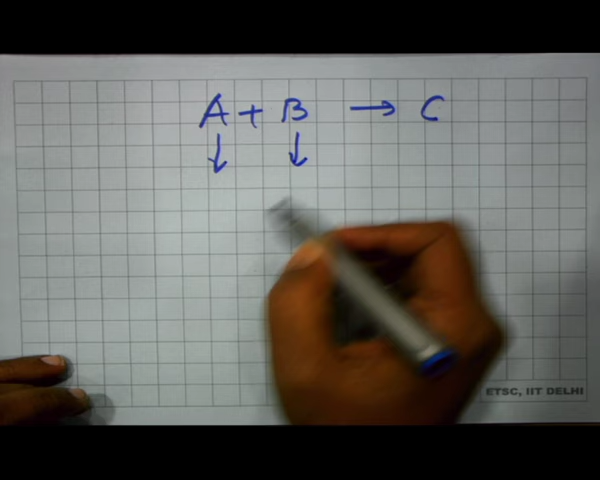 A + B → C
↓ ↓
ETSC, IIT DELHI